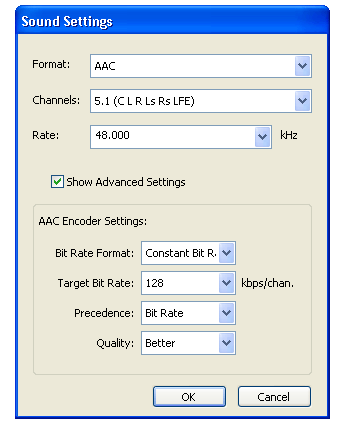 Sound Settings
Format: AAC
Channels: 5.1 (C L R Ls Rs LFE)
Rate: 48.000 kHz
Show Advanced Settings
AAC Encoder Settings:
Bit Rate Format: Constant Bit R
Target Bit Rate: 128 kbps/chan.
Precedence: Bit Rate
Quality: Better
OK Cancel